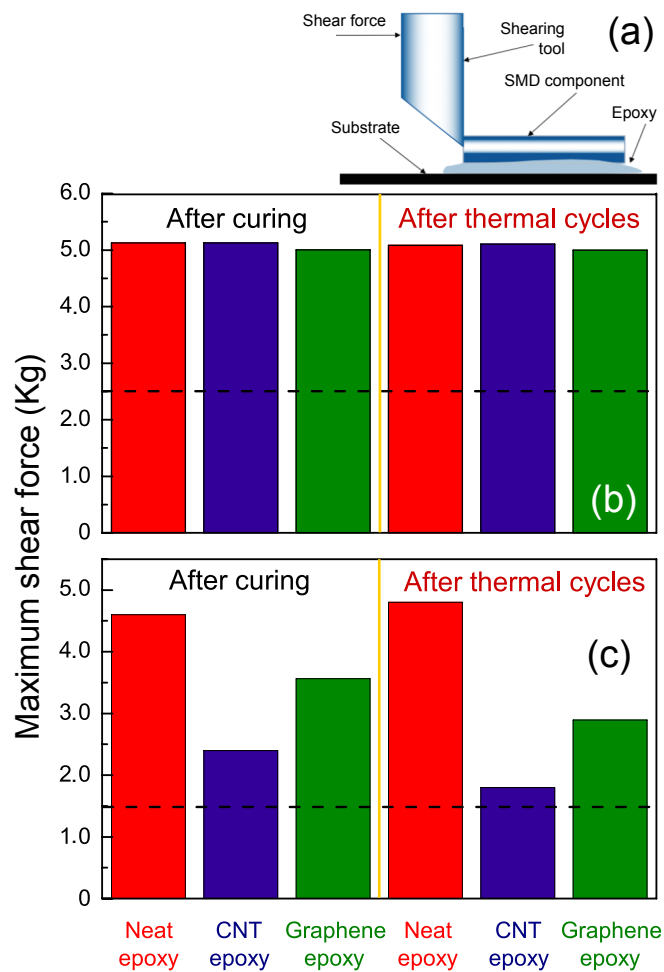 Shear force
Shearing
tool
(a)
SMD component
Substrate
Epoxy
Maximum shear force (Kg)
6.0
5.0
4.0
3.0
2.0
1.0
0
After curing
After thermal cycles
(b)
5.0
4.0
3.0
2.0
1.0
0
After curing
After thermal cycles
(c)
Neat
epoxy
CNT
epoxy
Graphene
epoxy
Neat
epoxy
CNT
epoxy
Graphene
epoxy